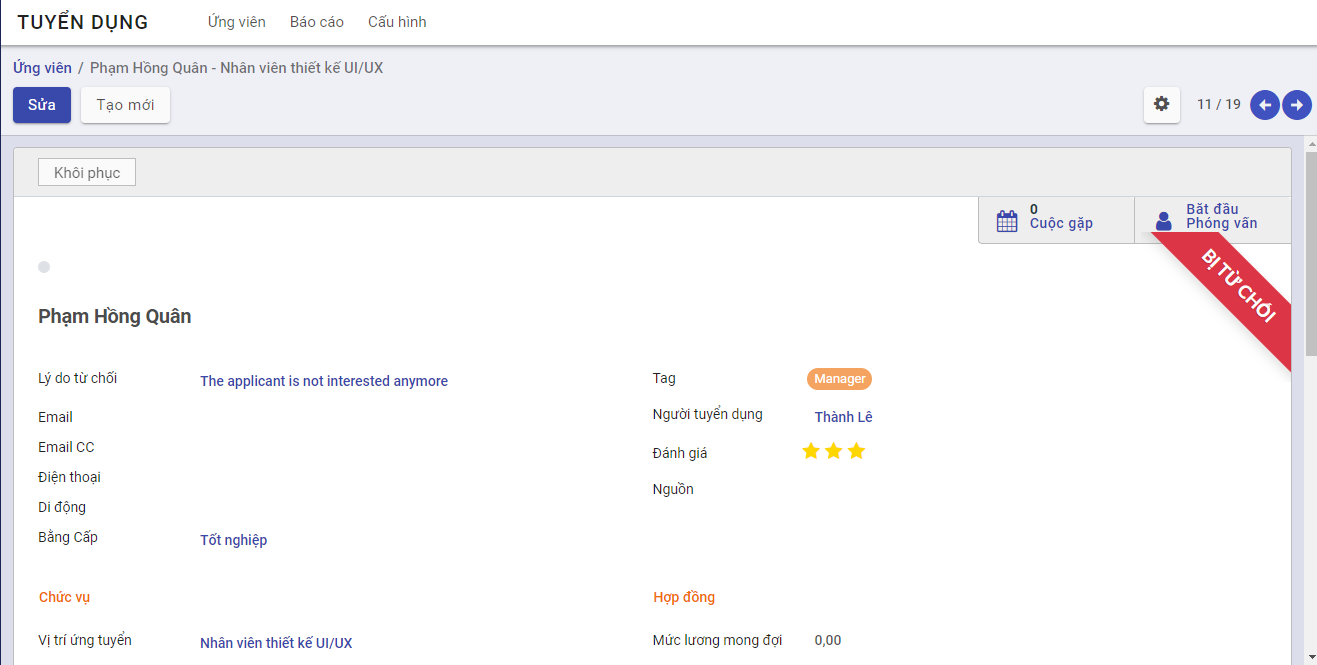 TUYỂN DỤNG Ứng viên Báo cáo Cấu hình
Ứng viên / Phạm Hồng Quân - Nhân viên thiết kế UI/UX
Sửa Tạo mới 11 / 19
Khôi phục
0
Cuộc gặp
Bắt đầu
Phỏng vấn
BỊ TỪ CHỐI
Phạm Hồng Quân
Lý do từ chối The applicant is not interested anymore
Tag Manager
Email
Người tuyển dụng Thành Lê
Email CC
Đánh giá
Điện thoại
Nguồn
Di động
Bằng Cấp Tốt nghiệp
Chức vụ Hợp đồng
Vị trí ứng tuyển Nhân viên thiết kế UI/UX Mức lương mong đợi 0,00